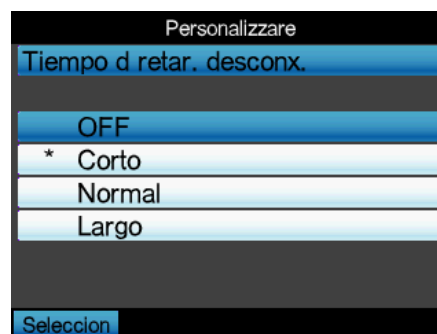 Personalizzare
Tiempo d retar. desconx.
OFF
* Corto
Normal
Largo
Seleccion